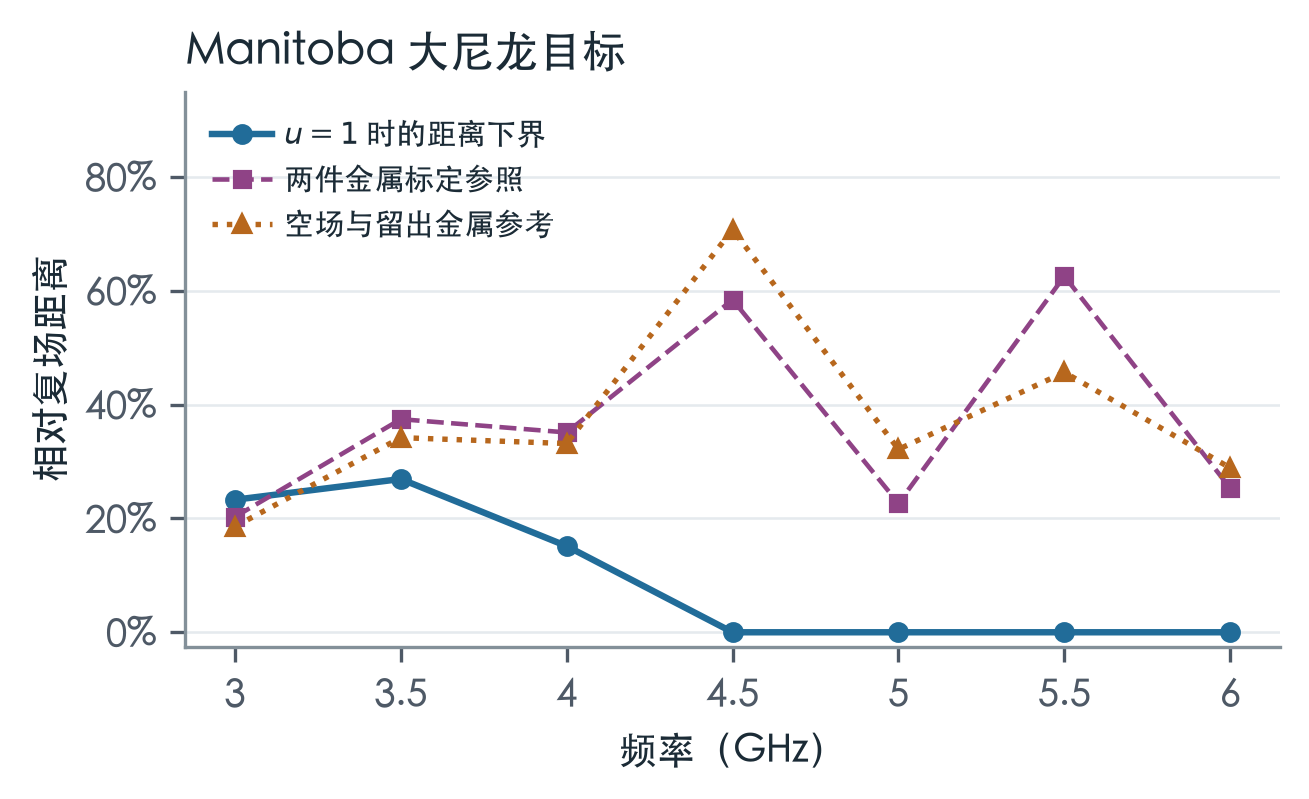 Manitoba 大尼龙目标
u = 1 时的距离下界
两件金属标定参照
空场与留出金属参考
相对复场距离
80%
60%
40%
20%
0%
3 3.5 4 4.5 5 5.5 6
频率（GHz）